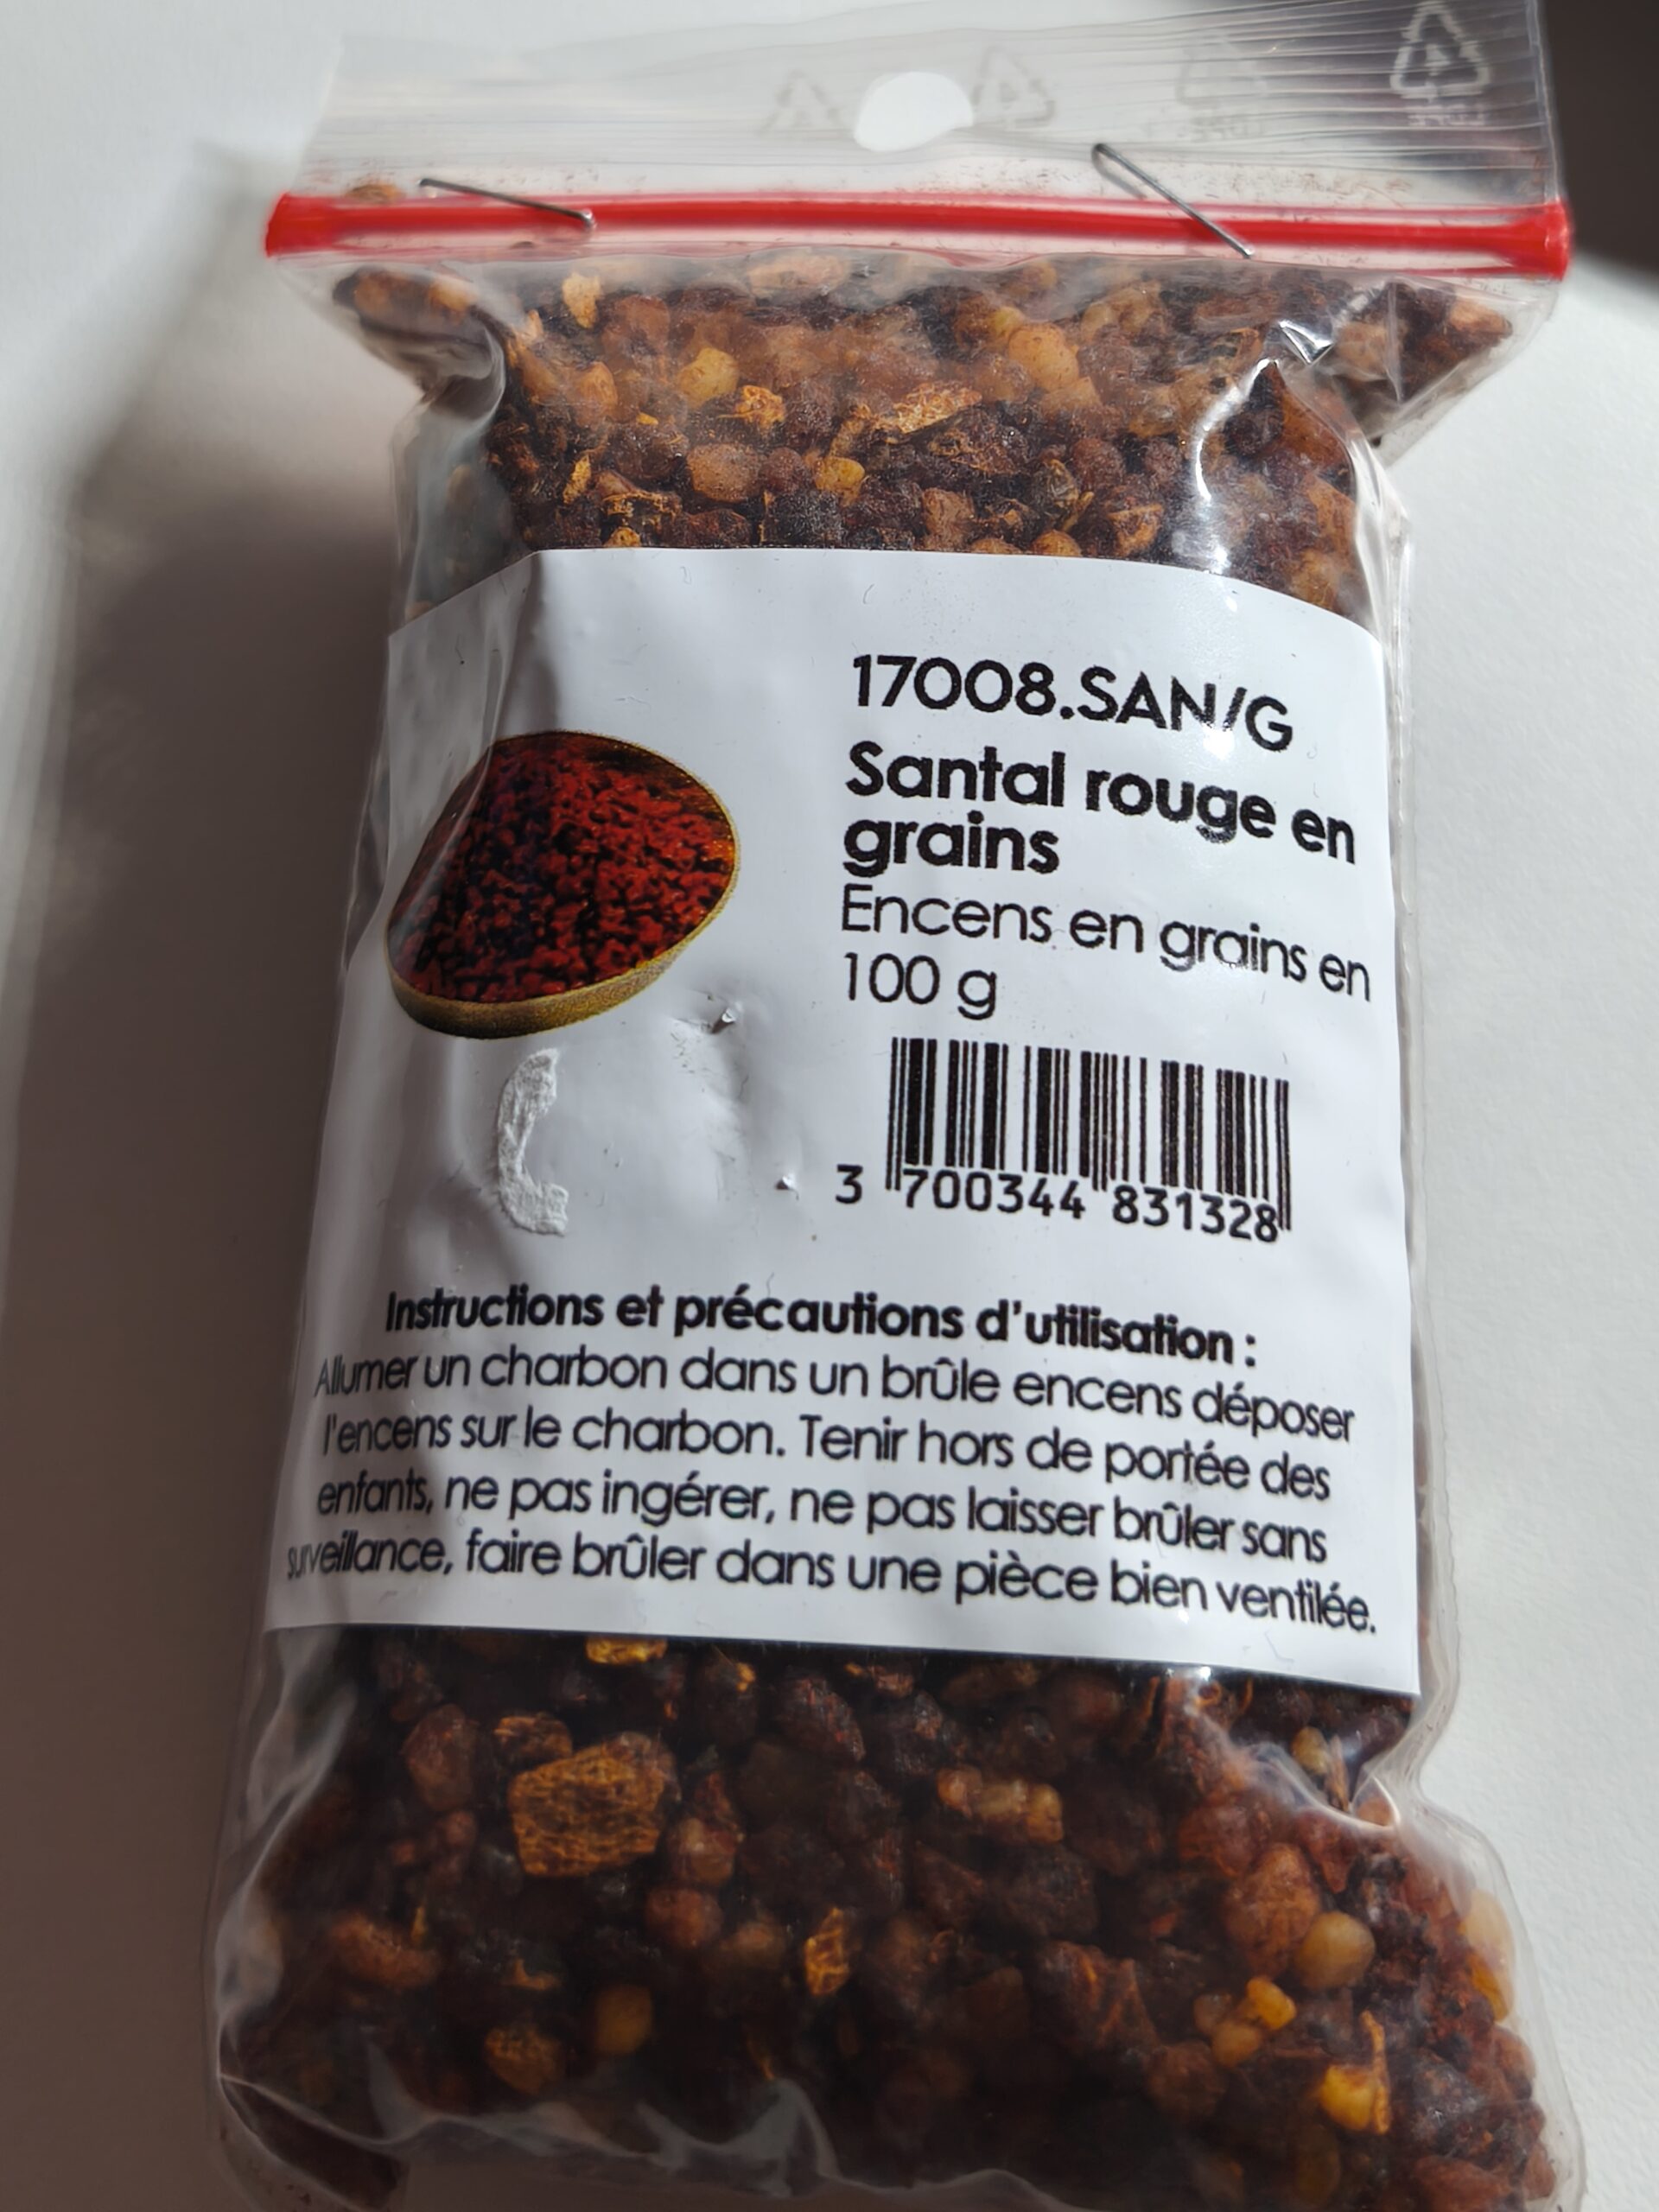 17008.SAN/G
Santal rouge en
grains
Encens en grains en
100 g
3 700344 831328
Instructions et précautions d'utilisation :
Allumer un charbon dans un brûle encens déposer
l'encens sur le charbon. Tenir hors de portée des
enfants, ne pas ingérer, ne pas laisser brûler sans
surveillance, faire brûler dans une pièce bien ventilée.